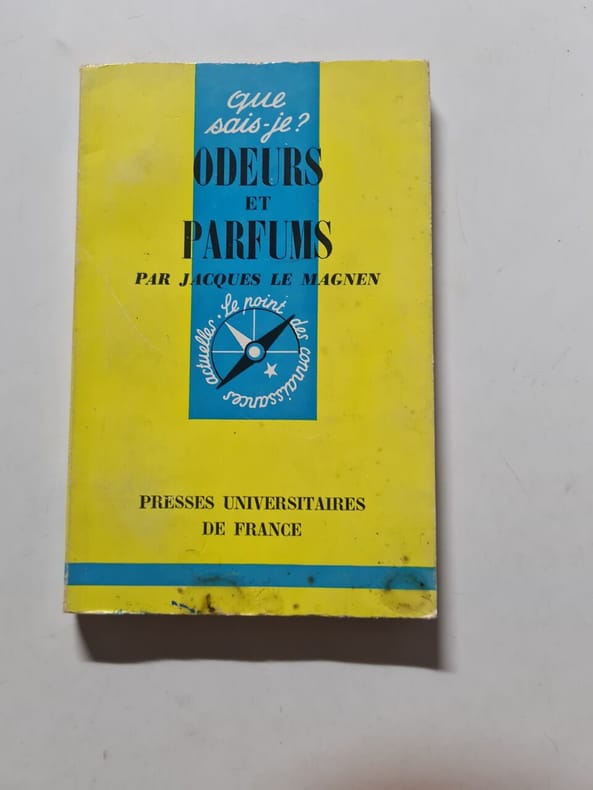 que
sais-je?
ODEURS
ET
PARFUMS
PAR JACQUES LE MAGNEN
Le point des connaissances actuelles.
PRESSES UNIVERSITAIRES
DE FRANCE